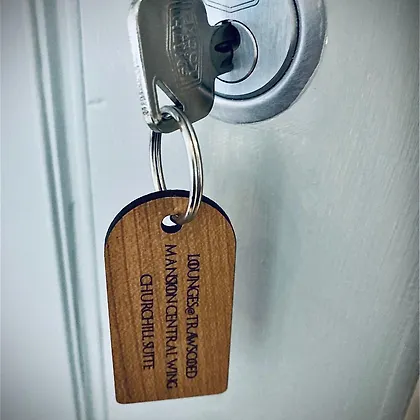 LOUNGES@TRAWSCOED
MANSION CENTRAL WING
CHURCHILL SUITE